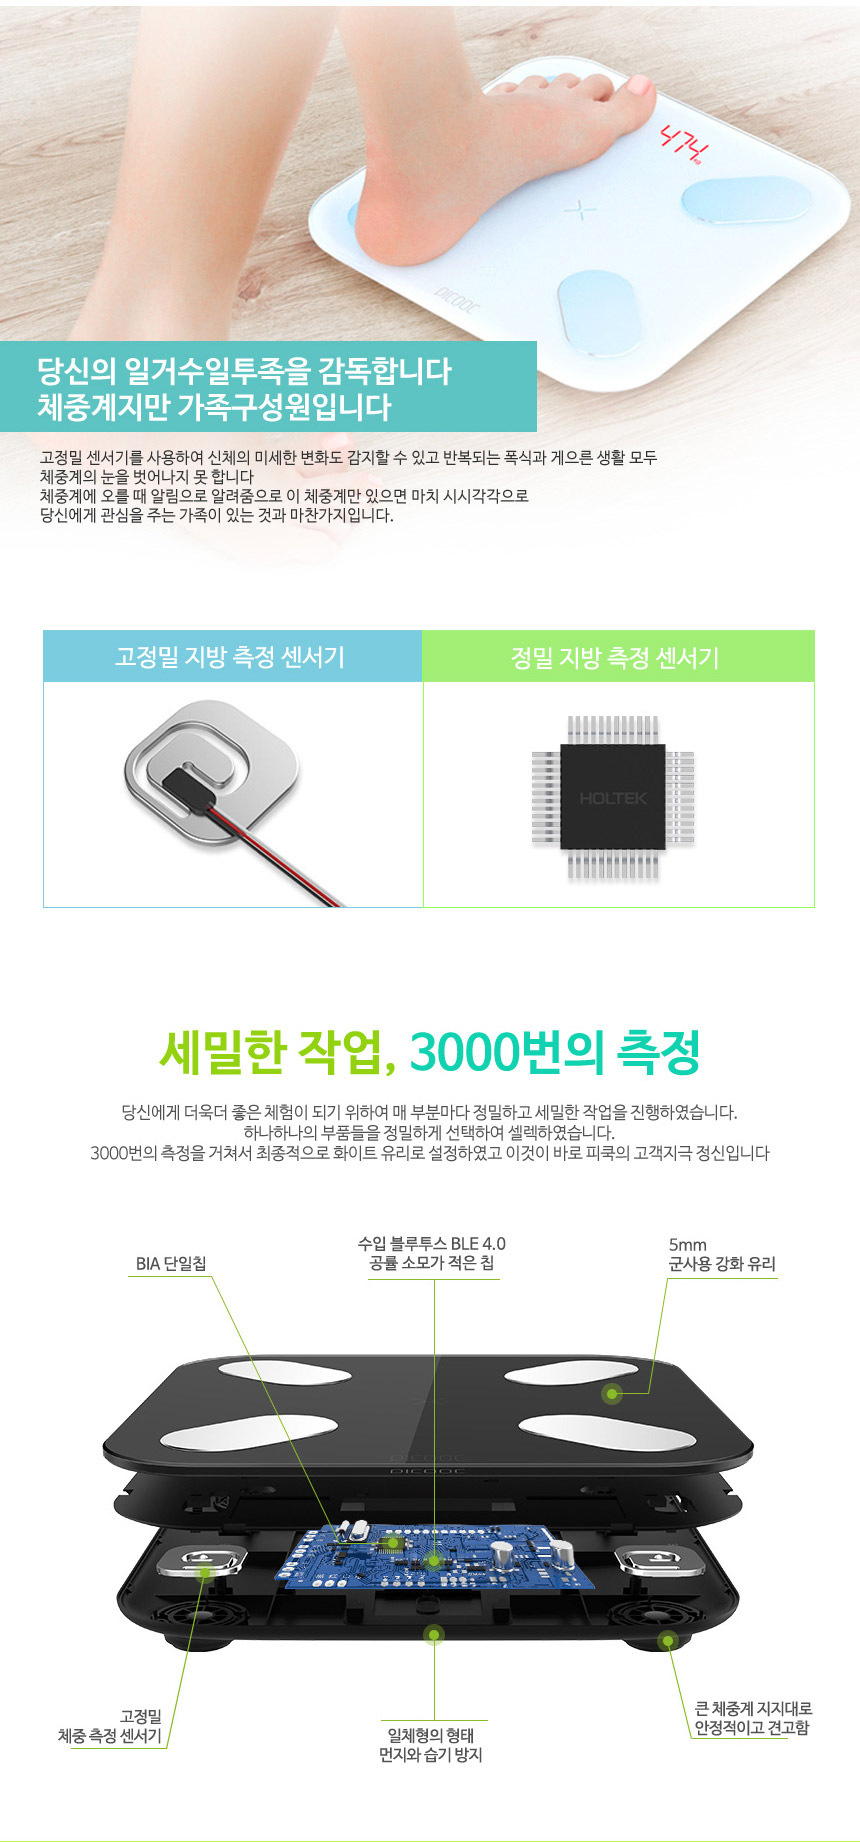 474
kg
PICOOC
당신의 일거수일투족을 감독합니다
체중계지만 가족구성원입니다
고정밀 센서기를 사용하여 신체의 미세한 변화도 감지할 수 있고 반복되는 폭식과 게으른 생활 모두
체중계의 눈을 벗어나지 못 합니다
체중계에 오를 때 알림으로 알려줌으로 이 체중계만 있으면 마치 시시각각으로
당신에게 관심을 주는 가족이 있는 것과 마찬가지입니다.
고정밀 지방 측정 센서기
정밀 지방 측정 센서기
HOLTEK
세밀한 작업, 3000번의 측정
당신에게 더욱더 좋은 체험이 되기 위하여 매 부분마다 정밀하고 세밀한 작업을 진행하였습니다.
하나하나의 부품들을 정밀하게 선택하여 셀렉하였습니다.
3000번의 측정을 거쳐서 최종적으로 화이트 유리로 설정하였고 이것이 바로 피쿡의 고객지극 정신입니다
BIA 단일칩
수입 블루투스 BLE 4.0
공률 소모가 적은 칩
5mm
군사용 강화 유리
PICOOC
PICOOC
고정밀
체중 측정 센서기
일체형의 형태
먼지와 습기 방지
큰 체중계 지지대로
안정적이고 견고함